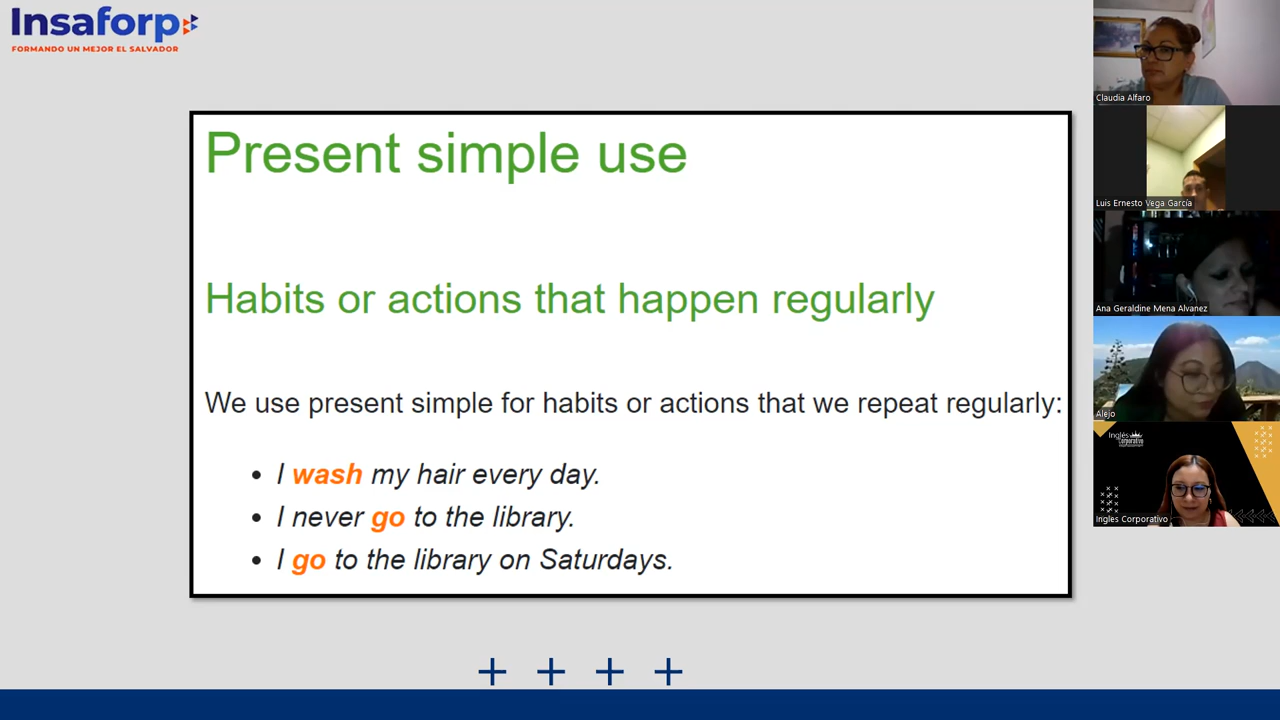 Insaforp
FORMANDO UN MEJOR EL SALVADOR
Present simple use
Habits or actions that happen regularly
We use present simple for habits or actions that we repeat regularly:
• I wash my hair every day.
• I never go to the library.
• I go to the library on Saturdays.
Claudia Alfaro
Luis Ernesto Vega García
Ana Geraldine Mena Alvanez
Alejo
Inglés
Corporativo
Ingles Corporativo